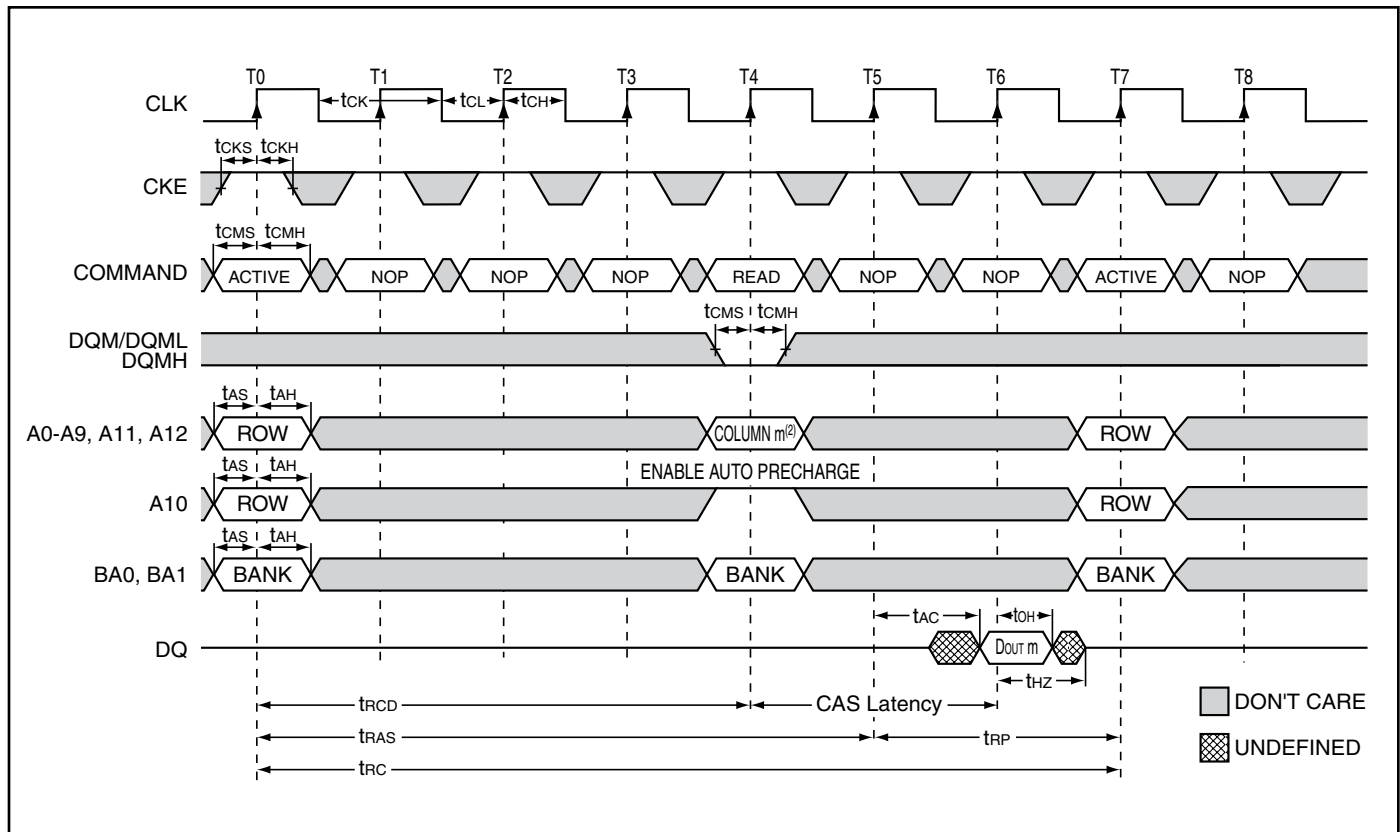 T0 T1 T2 T3 T4 T5 T6 T7 T8
CLK tCK tCL tCH
tCKS tCKH
CKE
tCMS tCMH
COMMAND ACTIVE NOP NOP NOP READ NOP NOP ACTIVE NOP
tCMS tCMH
DQM/DQML
DQMH
tAS tAH
A0-A9, A11, A12 ROW COLUMN m(2) ROW
tAS tAH ENABLE AUTO PRECHARGE
A10 ROW ROW
tAS tAH
BA0, BA1 BANK BANK BANK
tAC tOH
DQ DOUT m
tHZ
tRCD CAS Latency
DON'T CARE
tRAS tRP
UNDEFINED
tRC